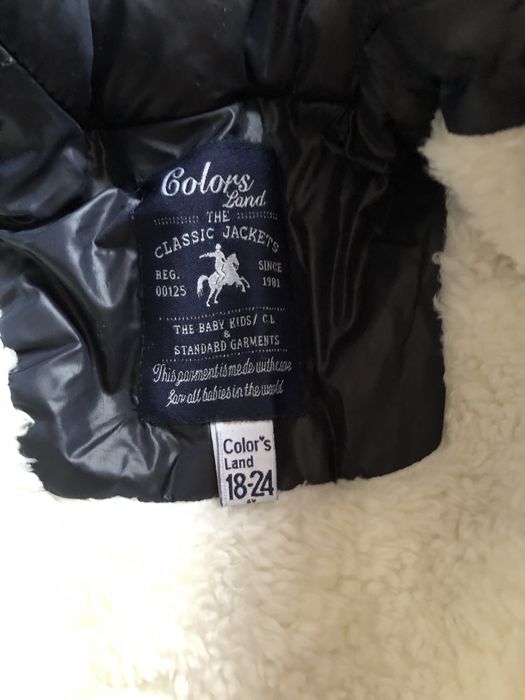 Colors
Land
THE
CLASSIC JACKETS
REG. SINCE
00125 1981
THE BABY KIDS/ C.L
&
STANDARD GARMENTS
This garment is made with care
for all babies in the world
Color's
Land
18-24